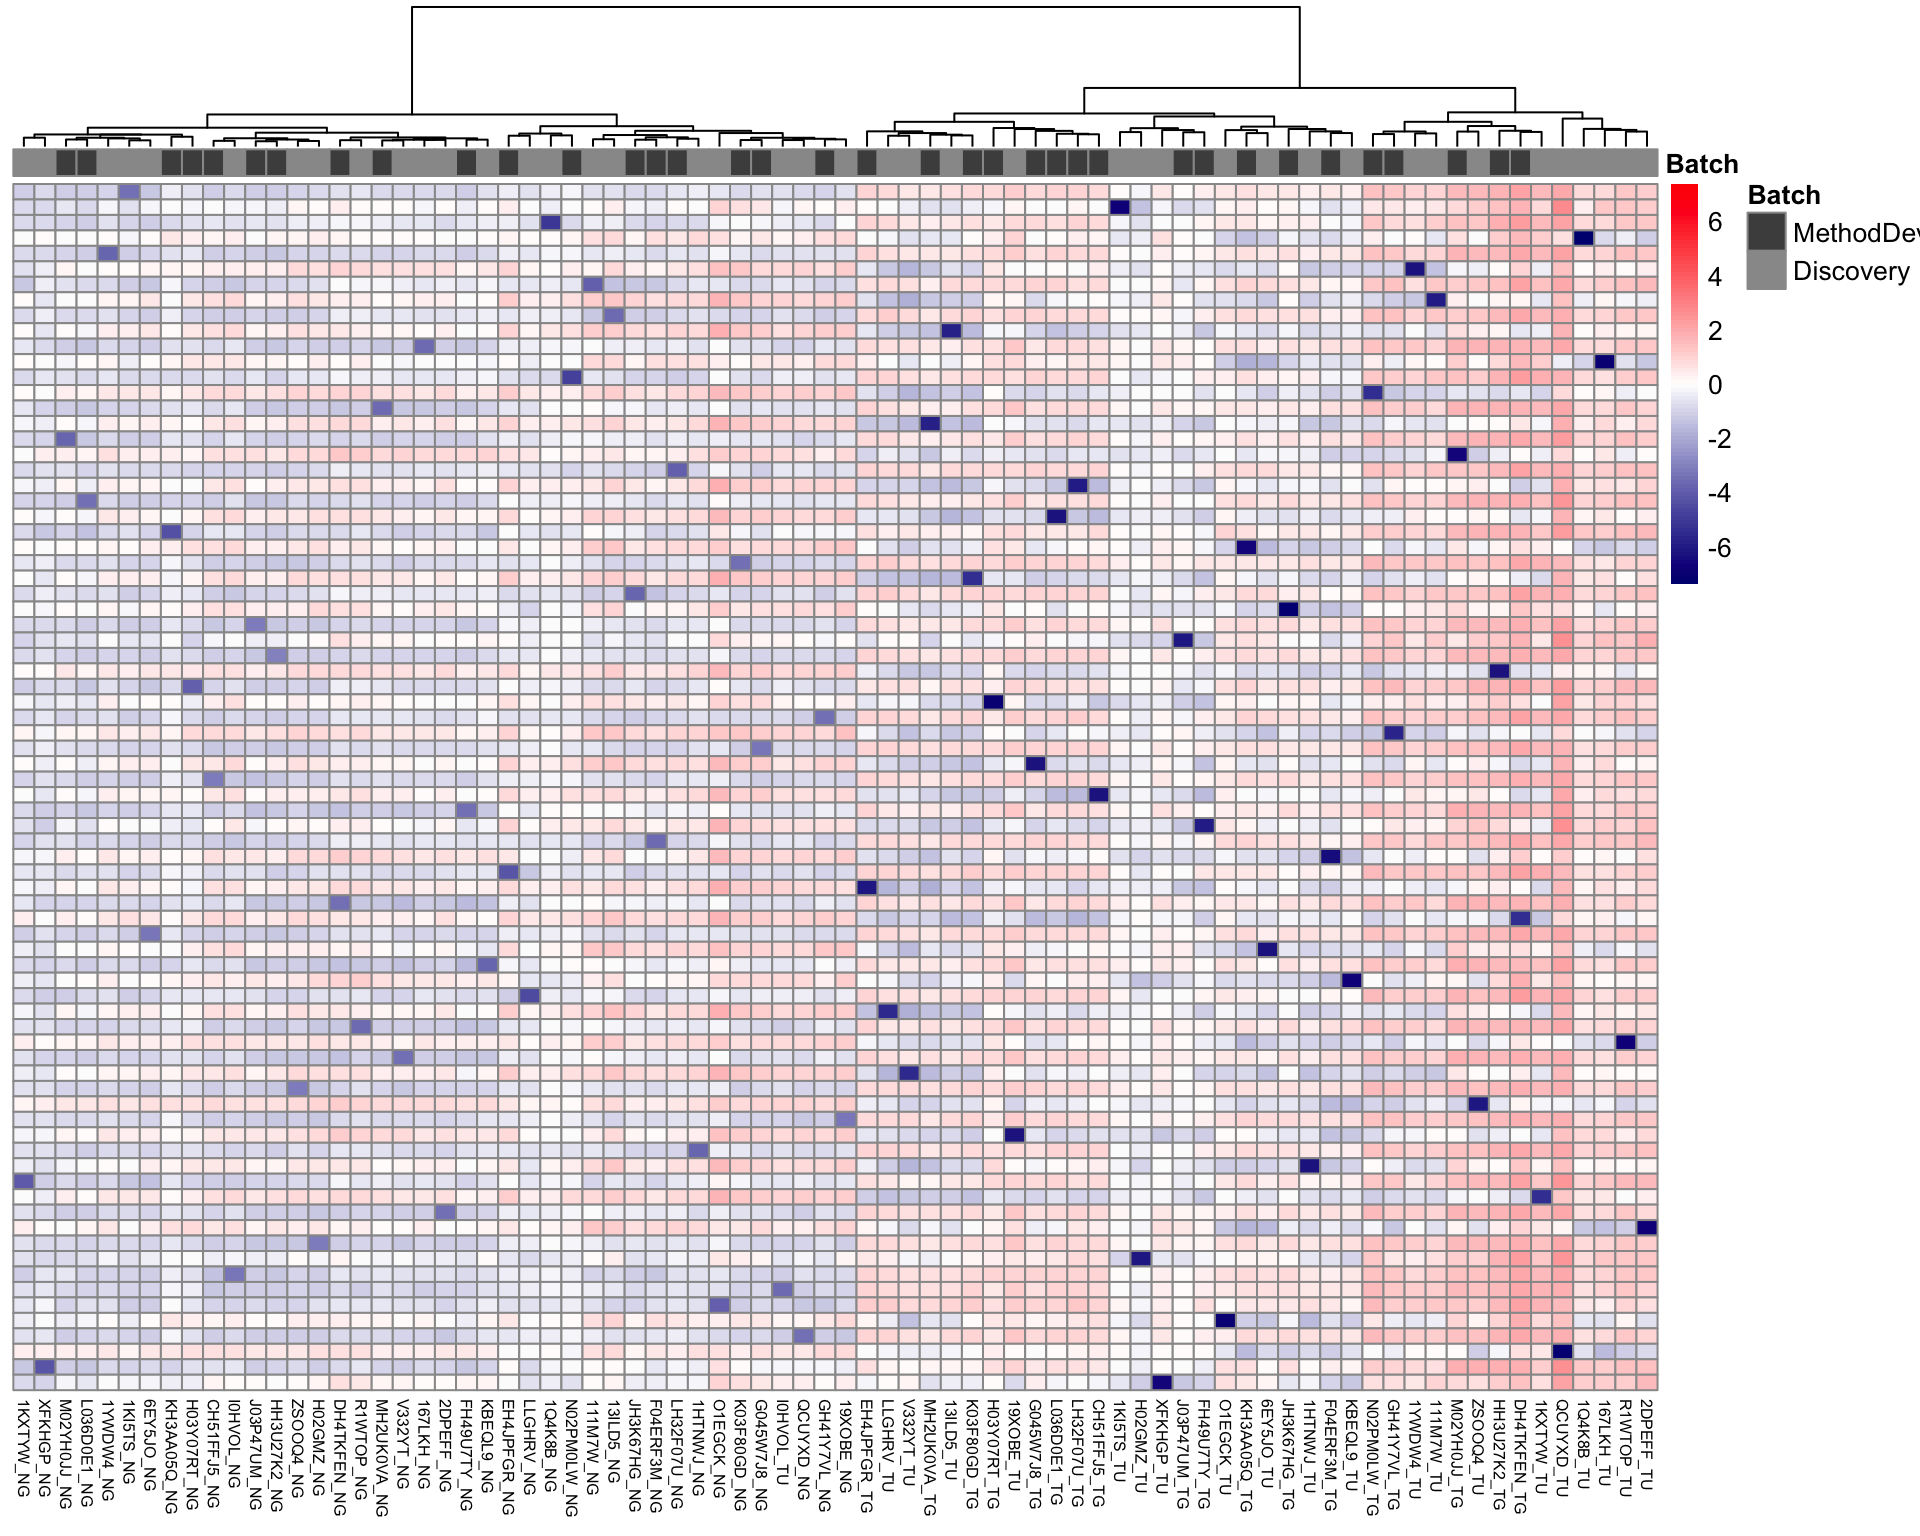 Batch
6
4
2
0
-2
-4
-6
Batch
MethodDev
Discovery
1KXTYW_NG
XFKHGP_NG
M02YH0JJ_NG
L036D0E1_NG
1YWDW4_NG
1KI5TS_NG
6EY5JO_NG
KH3AA05Q_NG
H03Y07RT_NG
CH51FFJ5_NG
I0HVOL_NG
J03P47UM_NG
HH3U27K2_NG
ZSOOQ4_NG
H02GMZ_NG
DH4TKFEN_NG
R1WTOP_NG
MH2UK0VA_NG
V332YT_NG
167LKH_NG
2DPEFF_NG
FH49U7TY_NG
KBEQL9_NG
EH4JPFGR_NG
LLGHRV_NG
1Q4K8B_NG
N02PM0LW_NG
111M7W_NG
13ILD5_NG
JH3K67HG_NG
F04ERF3M_NG
LH32F07U_NG
1HTNWJ_NG
O1EGCK_NG
K03F80GD_NG
G045W7J8_NG
I0HVOL_TU
QCUYXD_NG
GH41Y7VL_NG
19XOBE_NG
EH4JPFGR_TG
LLGHRV_TU
V332YT_TU
MH2UK0VA_TG
13ILD5_TU
K03F80GD_TG
H03Y07RT_TG
19XOBE_TU
G045W7J8_TG
L036D0E1_TG
LH32F07U_TG
CH51FFJ5_TG
1KI5TS_TU
H02GMZ_TU
XFKHGP_TU
J03P47UM_TG
FH49U7TY_TG
O1EGCK_TU
KH3AA05Q_TG
6EY5JO_TU
JH3K67HG_TG
1HTNWJ_TU
F04ERF3M_TG
KBEQL9_TU
N02PM0LW_TG
GH41Y7VL_TG
1YWDW4_TU
111M7W_TU
M02YH0JJ_TG
ZSOOQ4_TU
HH3U27K2_TG
DH4TKFEN_TG
1KXTYW_TU
QCUYXD_TU
1Q4K8B_TU
167LKH_TU
R1WTOP_TU
2DPEFF_TU